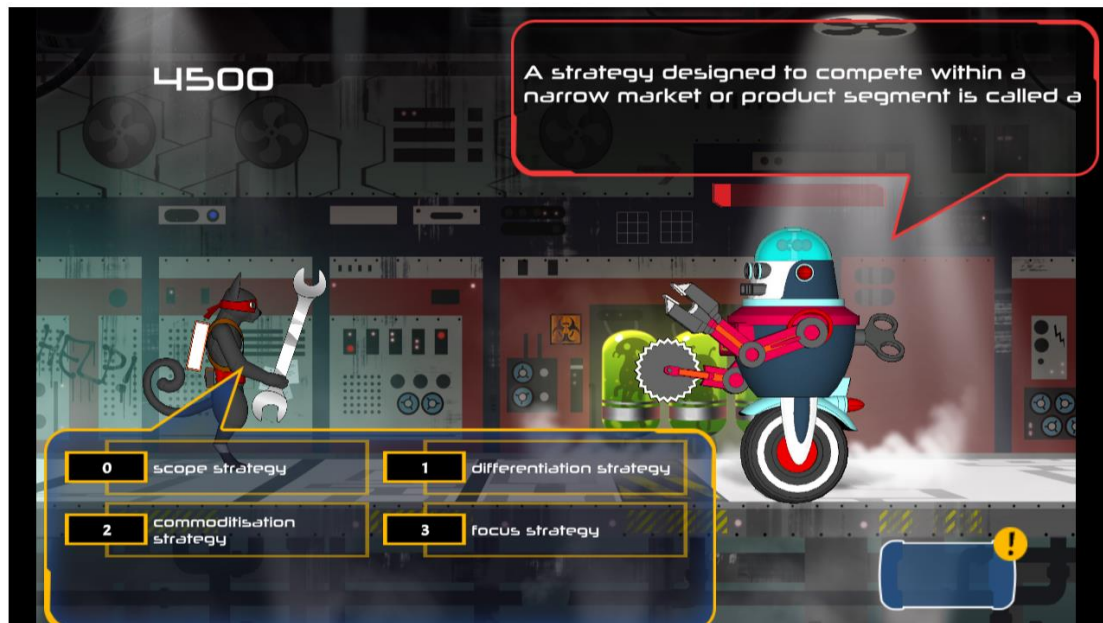 4500
A strategy designed to compete within a
narrow market or product segment is called a
HELP!
0 scope strategy
1 differentiation strategy
2 commoditisation
strategy
3 focus strategy
!